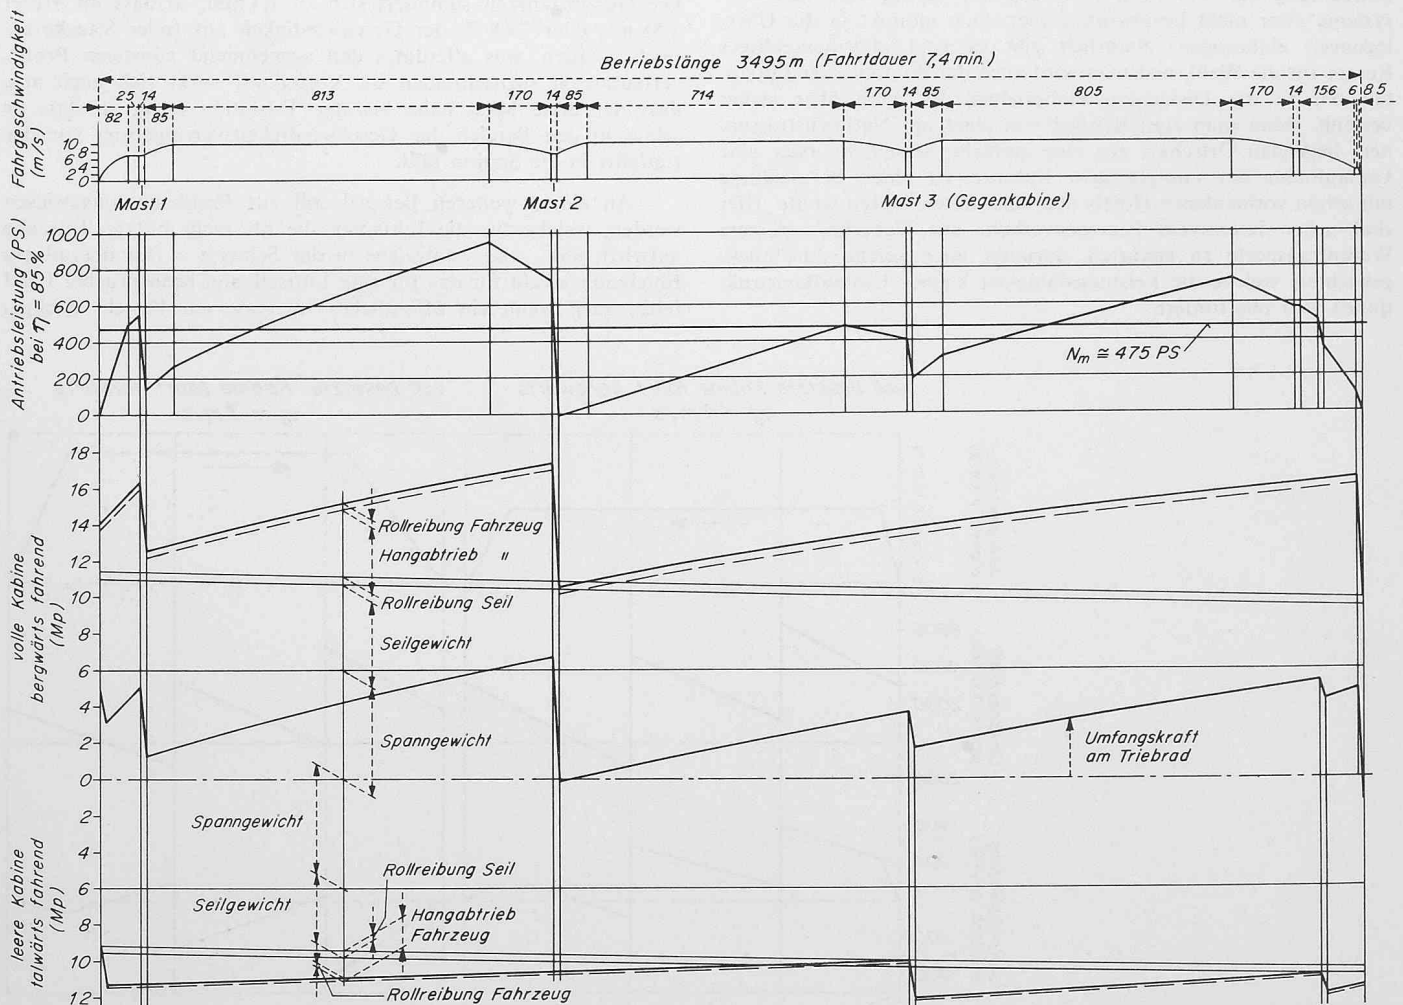 Betriebslänge 3495 m (Fahrtdauer 7,4 min.)
25 14 813 170 14 85 714 170 14 85 805 170 14 156 6 8 5
82 85
Fahrgeschwindigkeit
(m/s)
10
8
6
4
2
0
Mast 1
Mast 2
Mast 3 (Gegenkabine)
Antriebsleistung (PS)
bei η = 85 %
1000
800
600
400
200
0
Nm ≅ 475 PS
volle Kabine
bergwärts fahrend
(Mp)
18
16
14
12
10
8
6
4
2
0
Rollreibung Fahrzeug
Hangabtrieb "
Rollreibung Seil
Seilgewicht
Spanngewicht
Umfangskraft
am Triebrad
leere Kabine
talwärts fahrend
(Mp)
2
4
6
8
10
12
Spanngewicht
Rollreibung Seil
Seilgewicht
Hangabtrieb
Fahrzeug
Rollreibung Fahrzeug